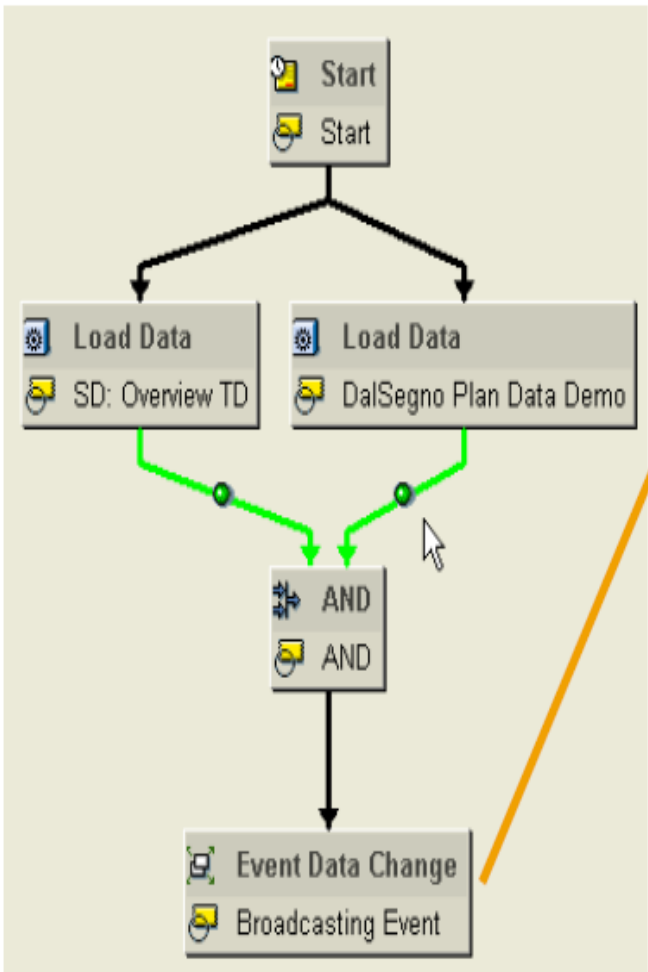 Start
Start
Load Data
SD: Overview TD
Load Data
DalSegno Plan Data Demo
AND
AND
Event Data Change
Broadcasting Event